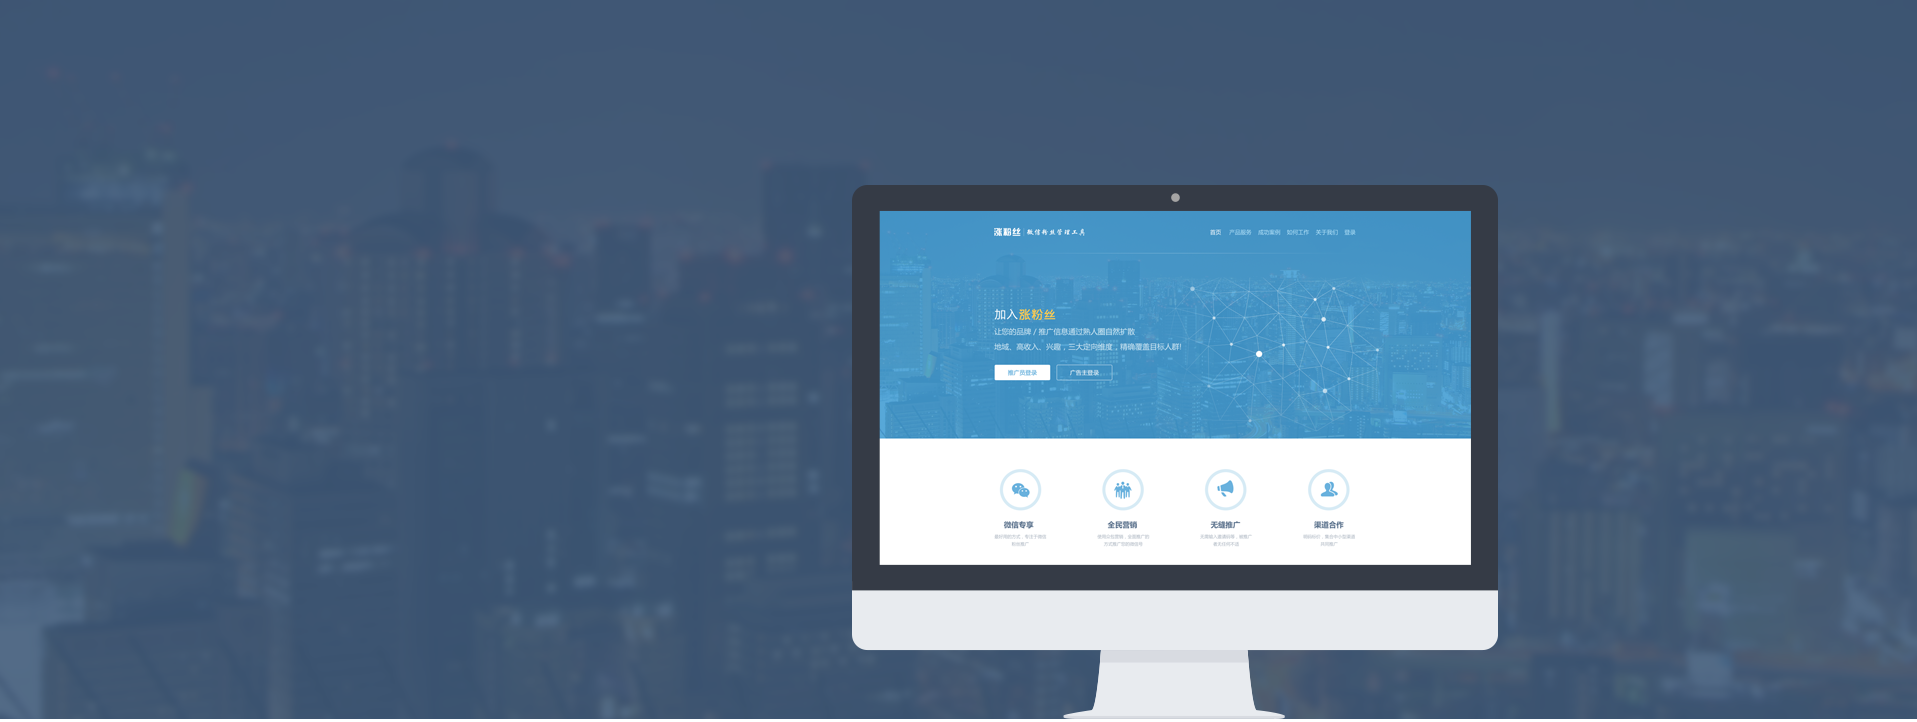 涨粉丝 | 微信粉丝管理工具
首页 产品服务 成功案例 如何工作 关于我们 登录
加入涨粉丝
让您的品牌 / 推广信息通过熟人圈自然扩散
地域、高收入、兴趣，三大定向维度，精确覆盖目标人群!
推广员登录 广告主登录
微信专享 全民营销 无缝推广 渠道合作